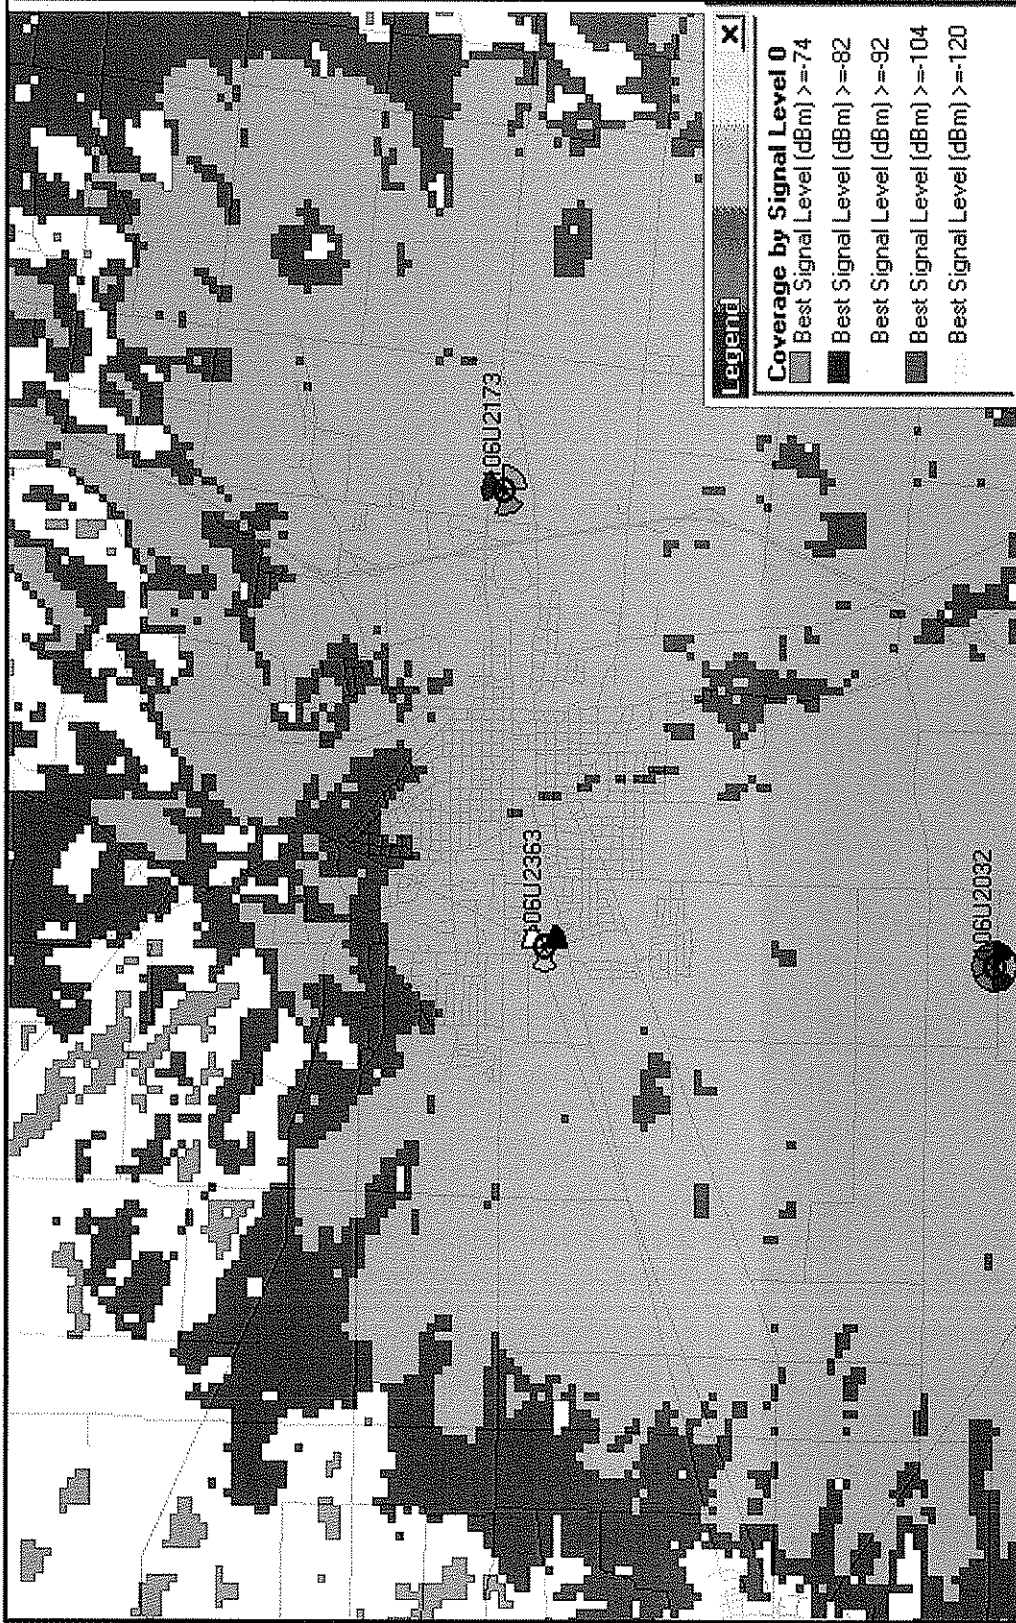 06U2173
06U2363
06U2032
Legend
Coverage by Signal Level 0
Best Signal Level (dBm) >=-74
Best Signal Level (dBm) >=-82
Best Signal Level (dBm) >=-92
Best Signal Level (dBm) >=-104
Best Signal Level (dBm) >=-120